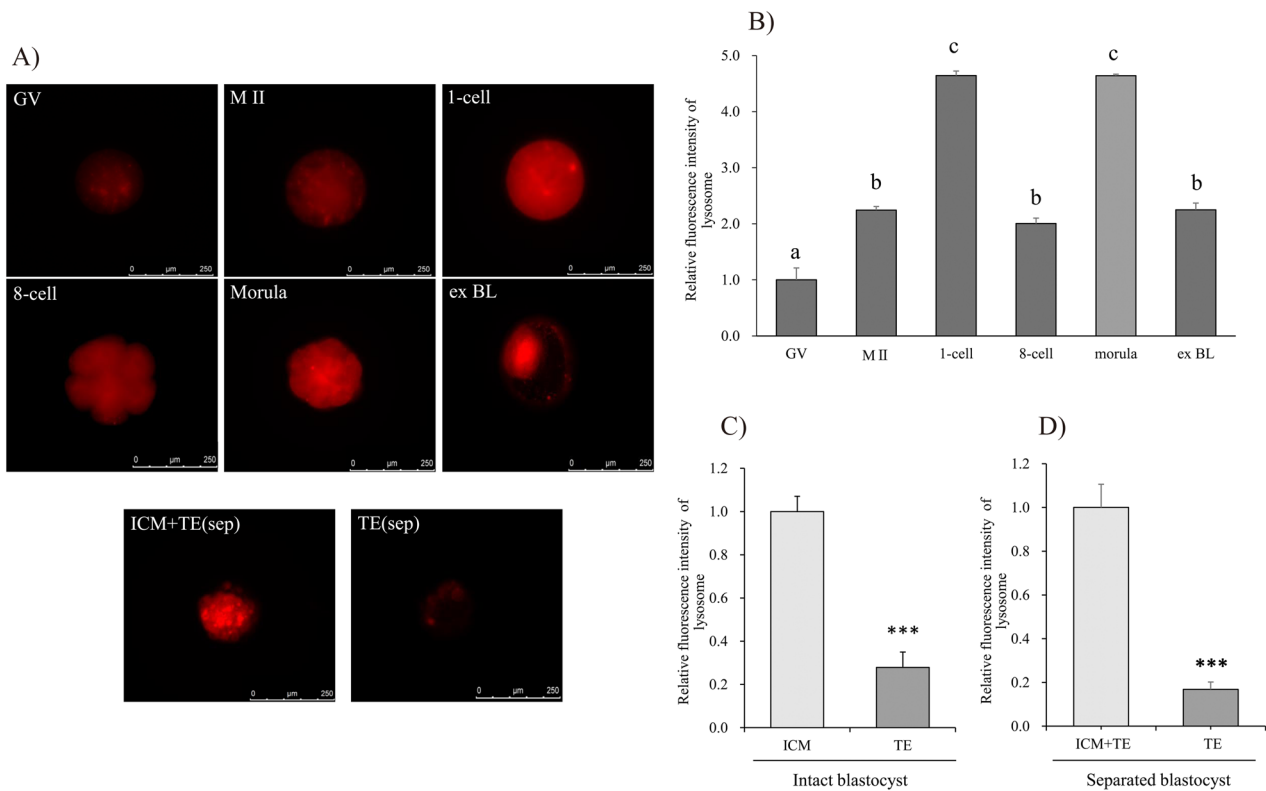 A)
GV
M II
1-cell
µm 250
0
µm 250
0
µm 250
0
8-cell
Morula
ex BL
0 µm 250
0 µm 250
0 µm 250
ICM+TE(sep)
TE(sep)
0 µm 250
0 µm 250
B)
Relative fluorescence intensity of
lysosome
5.0
4.0
5.0
2.0
1.0
0.0
a
b
c
b
c
b
GV
M II
1-cell
8-cell
morula
ex BL
C)
Relative fluorescence intensity of
lysosome
1.2
1.0
0.8
0.6
0.4
0.2
0.0
***
ICM
TE
Intact blastocyst
D)
Relative fluorescence intensity of
lysosome
1.2
1.0
0.8
0.6
0.4
0.2
0.0
***
ICM+TE
TE
Separated blastocyst